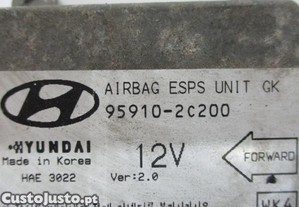 AIRBAG ESPS UNIT GK
95910-2C200
HYUNDAI
Made in Korea
HAE 3022
12V
Ver:2.0
FORWARD
WK4
CustoJusto.pt